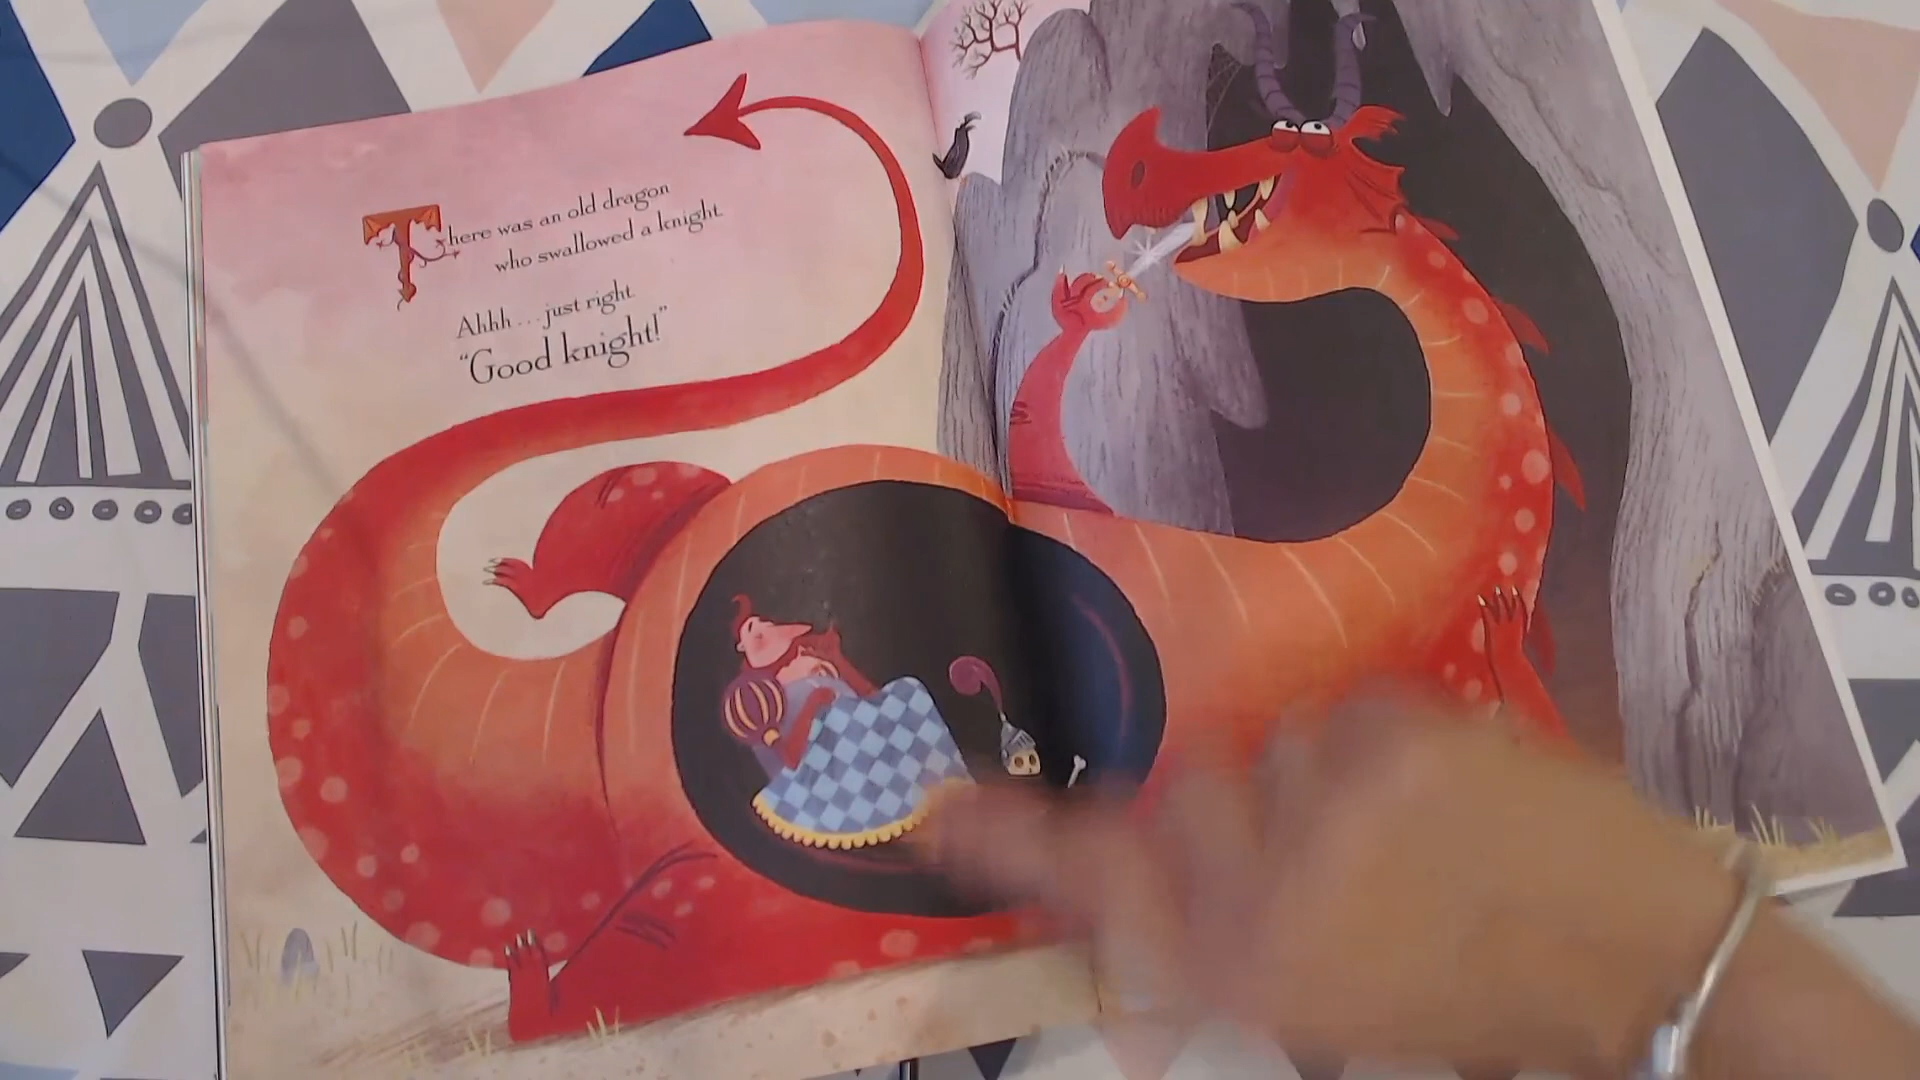 There was an old dragon
who swallowed a knight.
Ahhh . . . just right.
“Good knight!”